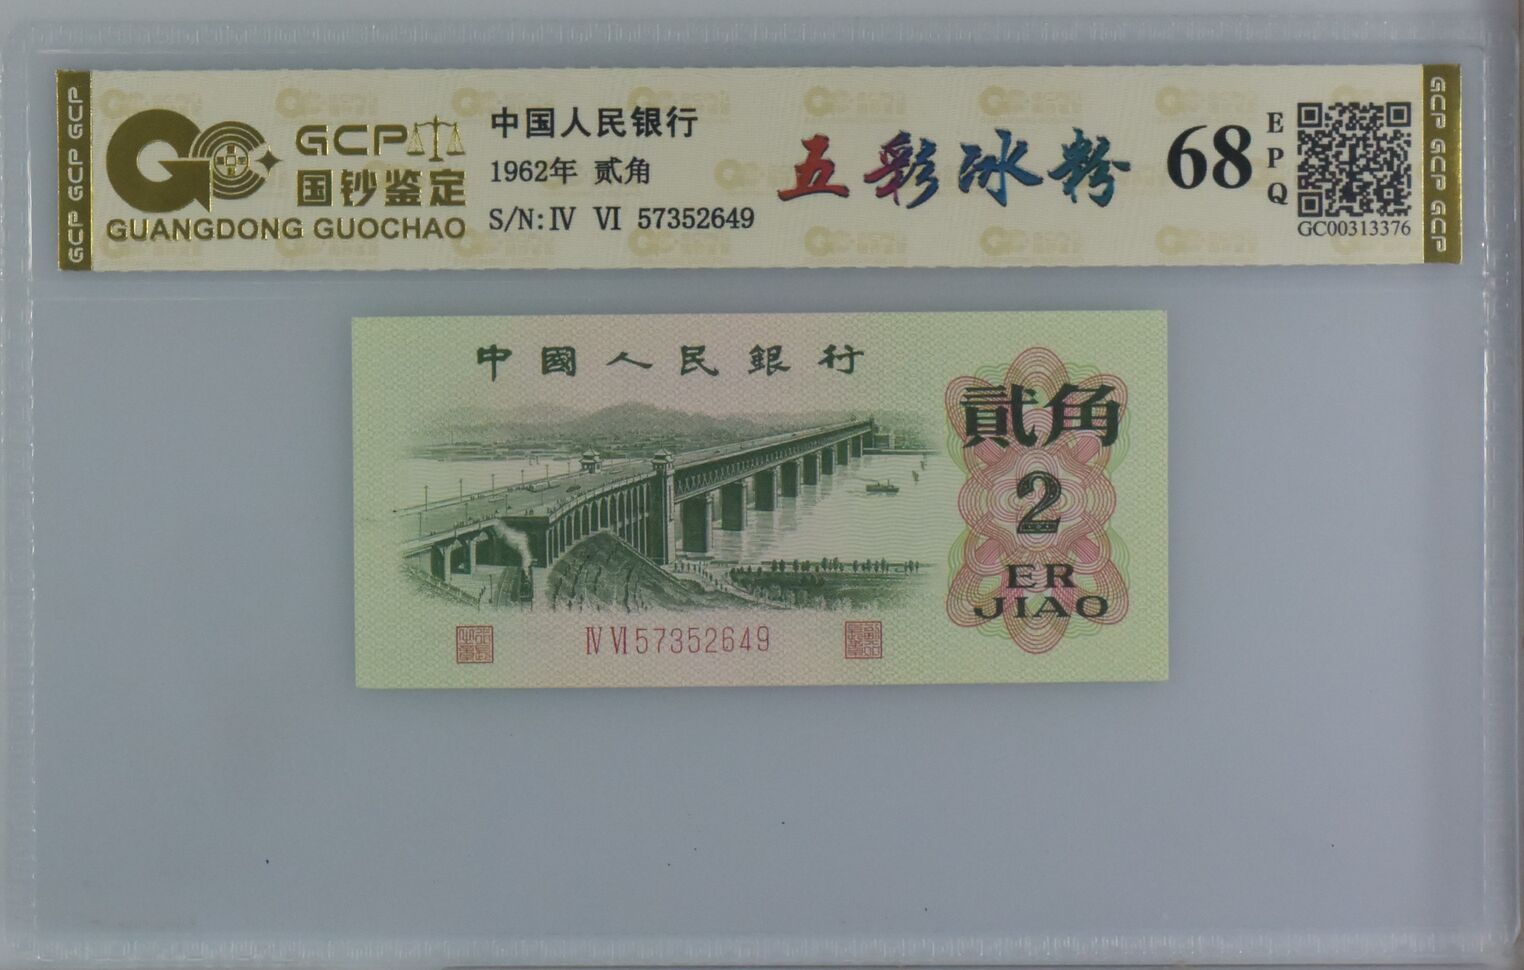 GCP
国钞鉴定
GUANGDONG GUOCHAO
中国人民银行
1962年 贰角
S/N:Ⅳ Ⅵ 57352649
五彩冰粉
68
EPQ
GC00313376
GCP GCP GCP
GCP GCP GCP
中國人民銀行
貳角
2
ER
JIAO
Ⅳ Ⅵ 57352649